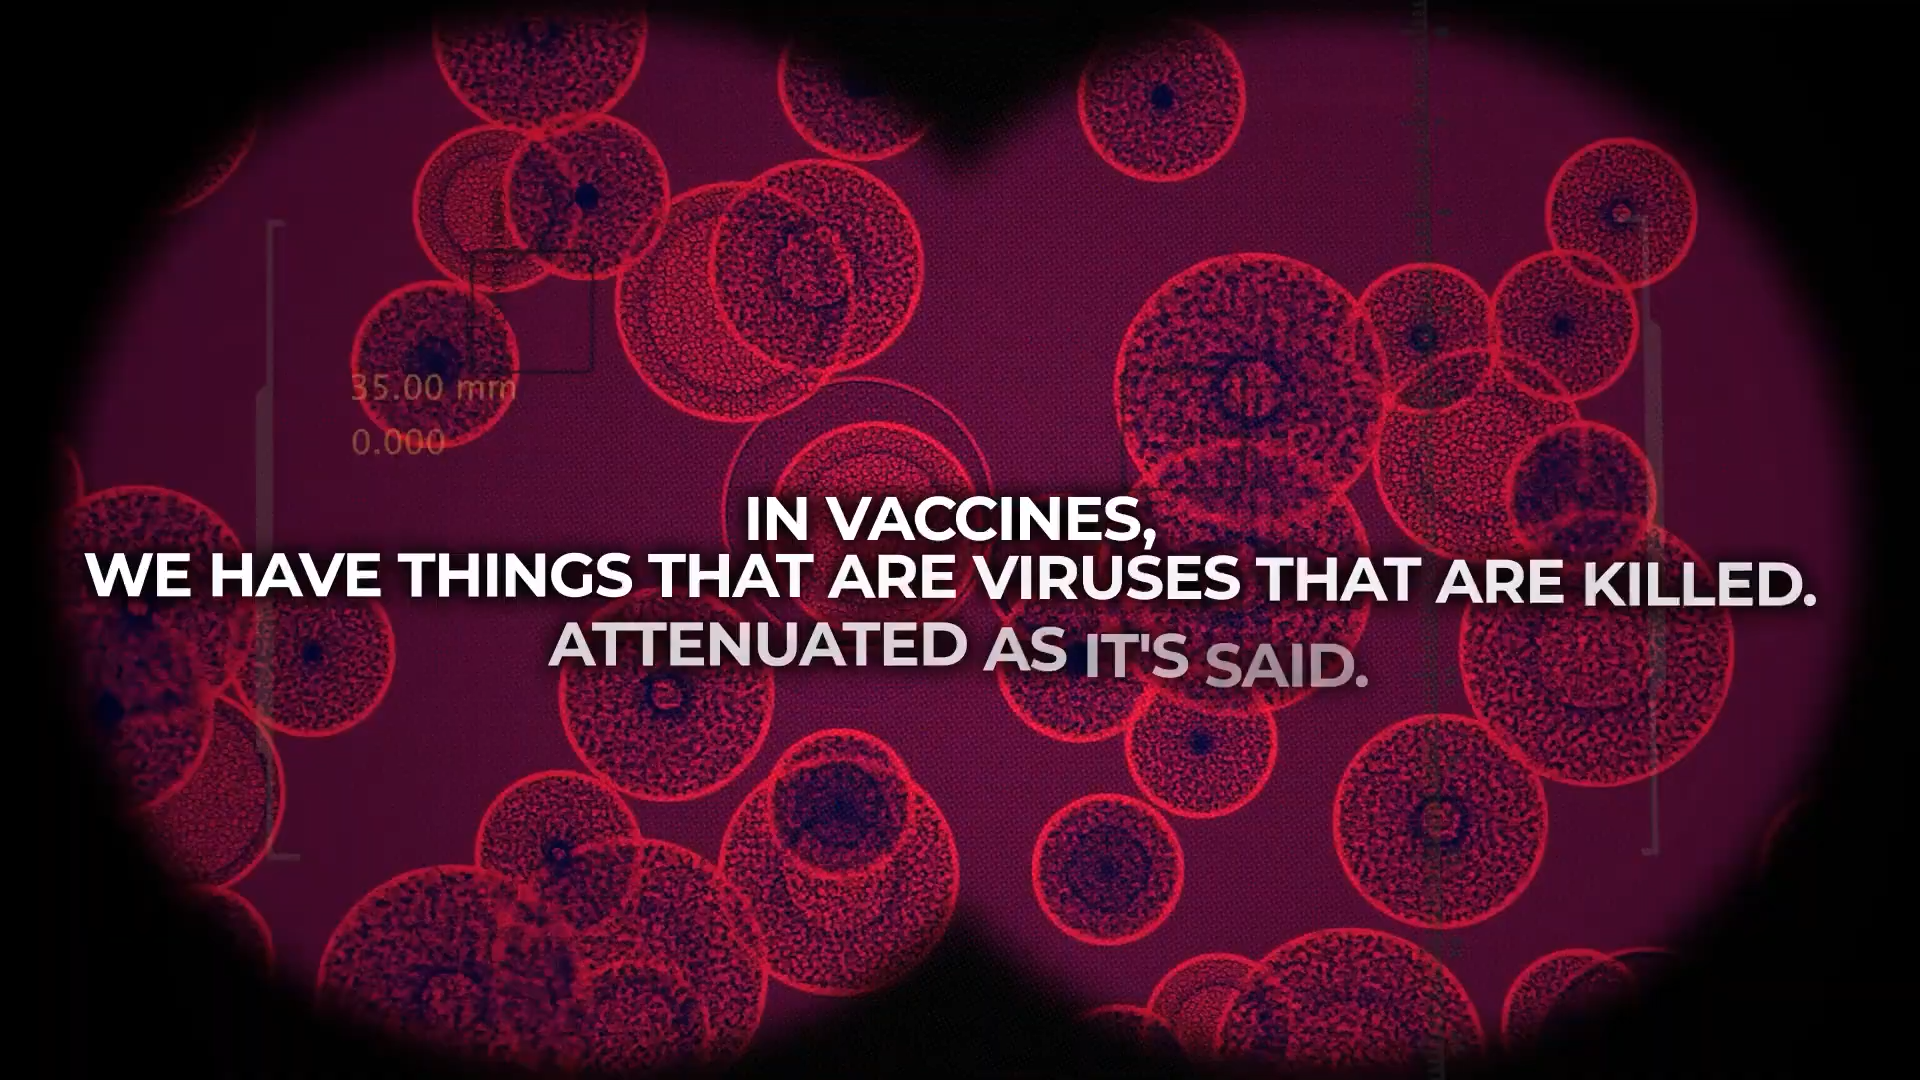 35.00 mm
0.000
IN VACCINES,
WE HAVE THINGS THAT ARE VIRUSES THAT ARE KILLED.
ATTENUATED AS IT'S SAID.